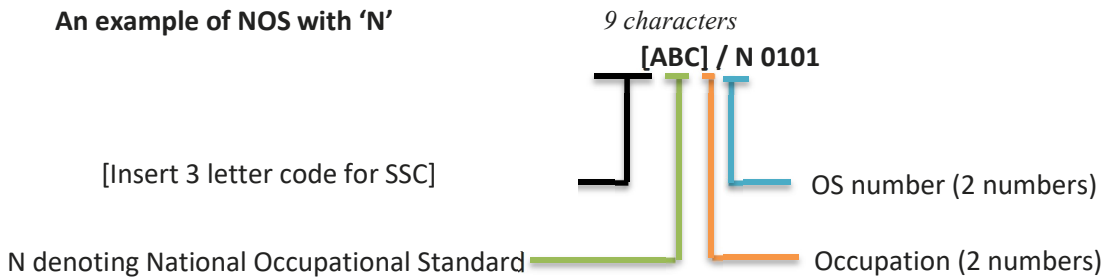 An example of NOS with ‘N’
9 characters
[ABC] / N 0101
[Insert 3 letter code for SSC]
OS number (2 numbers)
N denoting National Occupational Standard
Occupation (2 numbers)